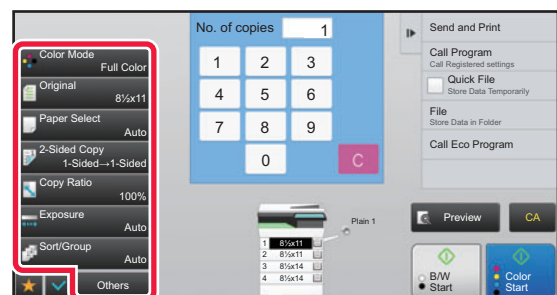 Color Mode
Full Color
Original
8½x11
Paper Select
Auto
2-Sided Copy
1-Sided→1-Sided
Copy Ratio
100%
Exposure
Auto
Sort/Group
Auto
Others
No. of copies 1
1 2 3
4 5 6
7 8 9
0 C
Plain 1
1 8½x11
2 8½x11
3 8½x14
4 8½x14
Send and Print
Call Program
Call Registered settings
Quick File
Store Data Temporarily
File
Store Data in Folder
Call Eco Program
Preview CA
B/W
Start
Color
Start